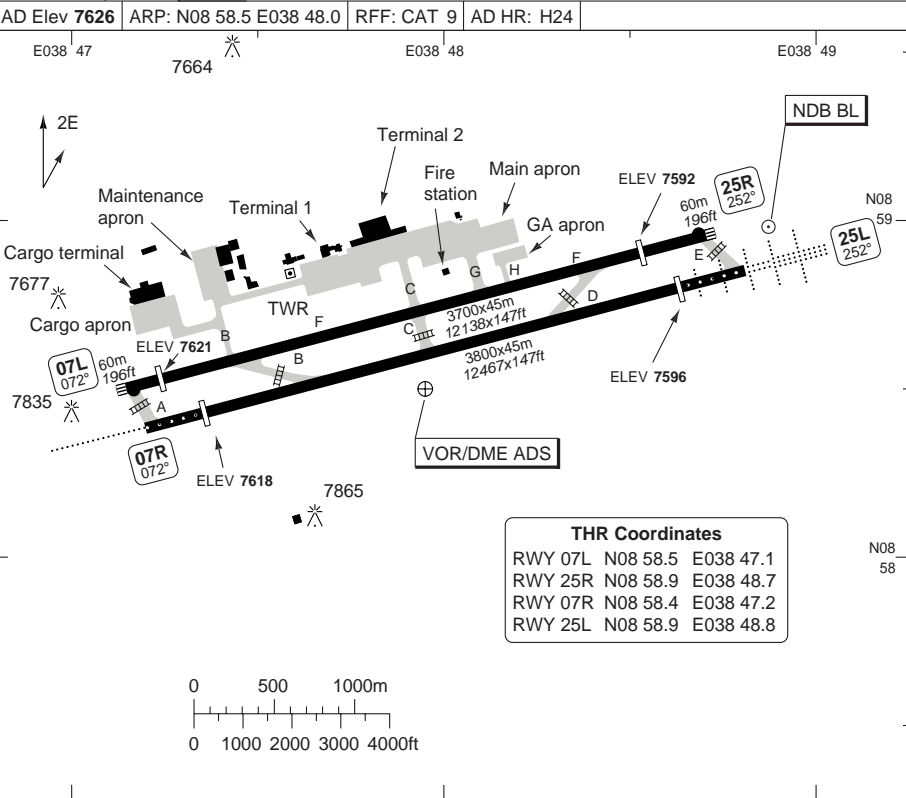 AD Elev 7626 ARP: N08 58.5 E038 48.0 RFF: CAT 9 AD HR: H24
E038 47
E038 48
E038 49
7664
NDB BL
2E
Terminal 2
Fire
station
Main apron
ELEV 7592
25R
252°
60m
196ft
N08
59
Maintenance
apron
Terminal 1
GA apron
25L
252°
Cargo terminal
7677
TWR
C
G
H
F
E
D
Cargo apron
B
F
C
3700x45m
12138x147ft
3800x45m
12467x147ft
ELEV 7621
B
07L
072°
60m
196ft
ELEV 7596
7835
A
07R
072°
VOR/DME ADS
ELEV 7618
7865
THR Coordinates
RWY 07L N08 58.5 E038 47.1
RWY 25R N08 58.9 E038 48.7
RWY 07R N08 58.4 E038 47.2
RWY 25L N08 58.9 E038 48.8
N08
58
0 500 1000m
0 1000 2000 3000 4000ft